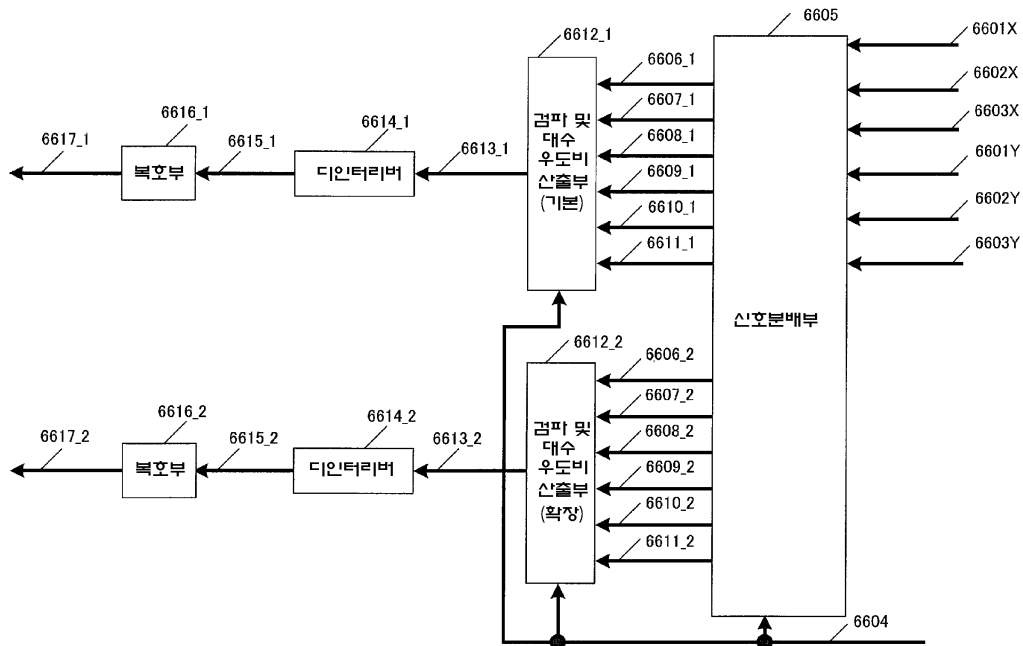 6605
6601X
6602X
6603X
6601Y
6602Y
6603Y
6612_1
6606_1
6607_1
6608_1
6609_1
6610_1
6611_1
검파 및
대수
우도비
산출부
(기본)
6617_1
6616_1
복호부
6615_1
6614_1
디인터리버
6613_1
신호분배부
6612_2
6606_2
6607_2
6608_2
6609_2
6610_2
6611_2
검파 및
대수
우도비
산출부
(확장)
6617_2
6616_2
복호부
6615_2
6614_2
디인터리버
6613_2
6604